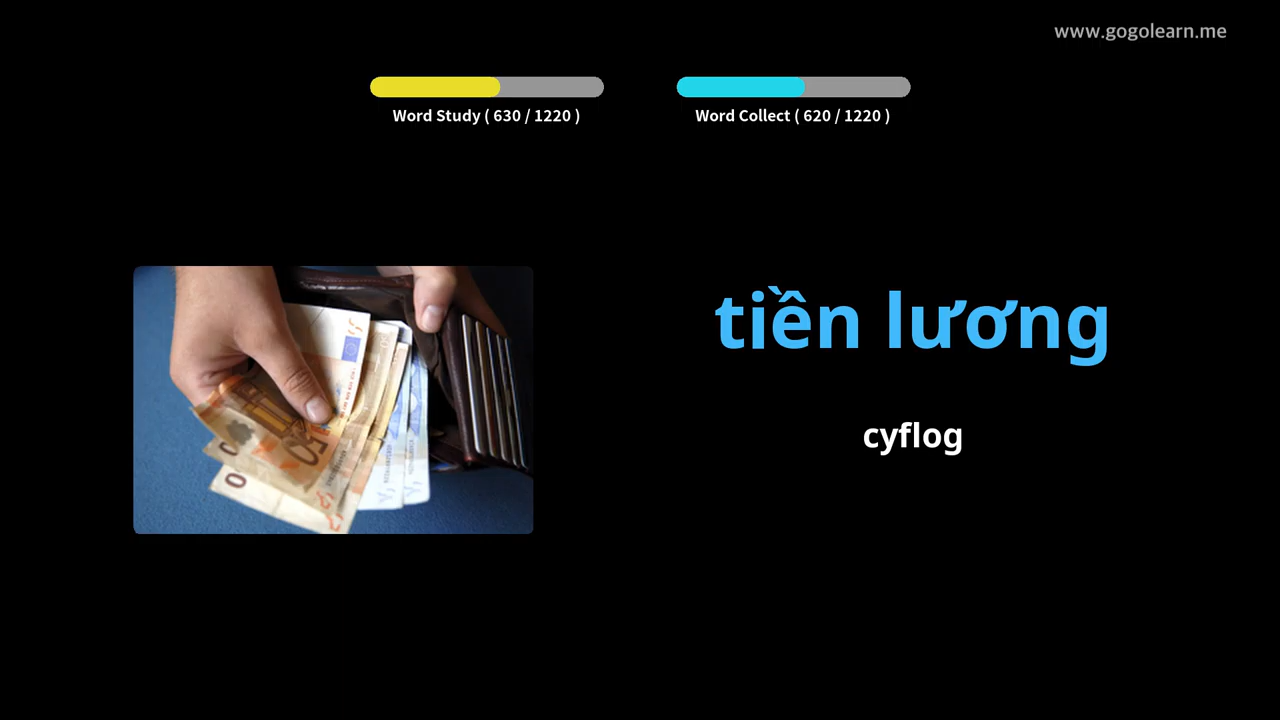 www.gogolearn.me
Word Study ( 630 / 1220 )
Word Collect ( 620 / 1220 )
tiền lương
cyflog